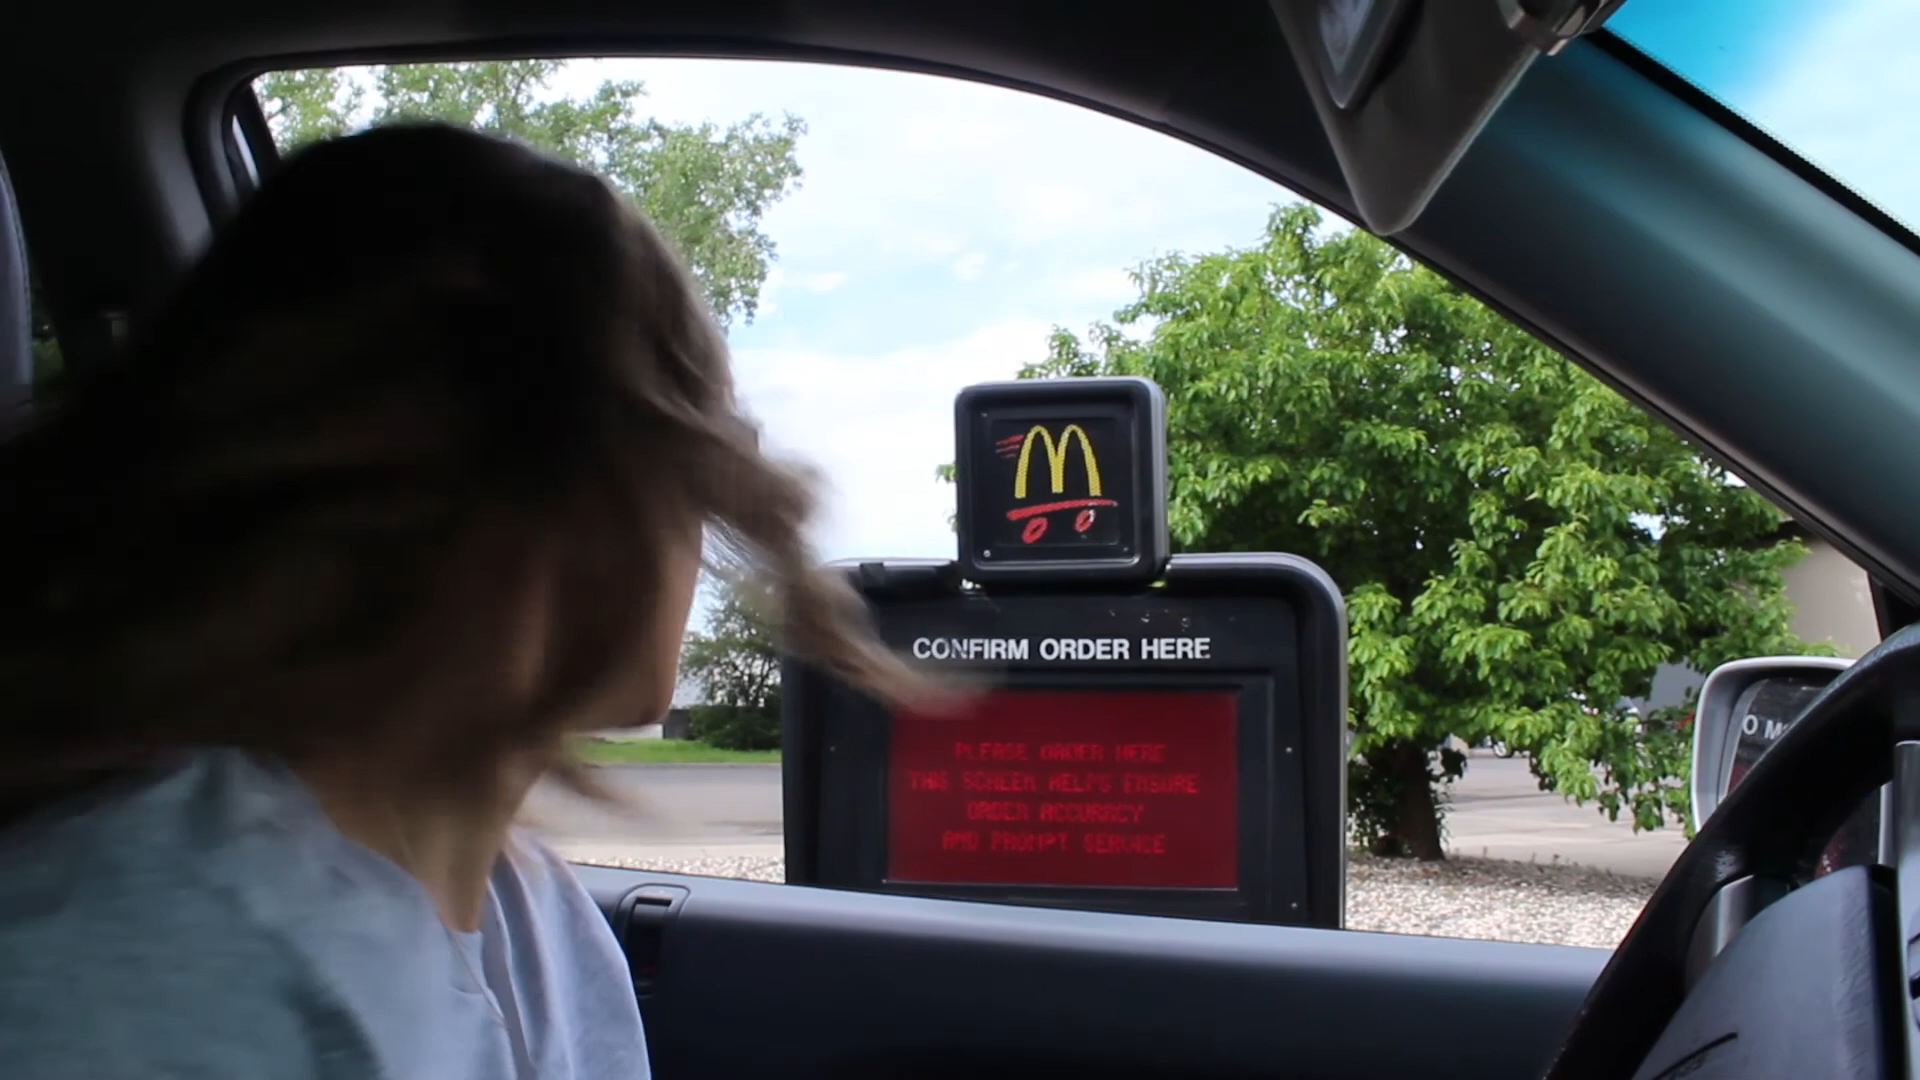 CONFIRM ORDER HERE
PLEASE ORDER HERE
THIS SCREEN HELPS ENSURE
ORDER ACCURACY
AND PROMPT SERVICE